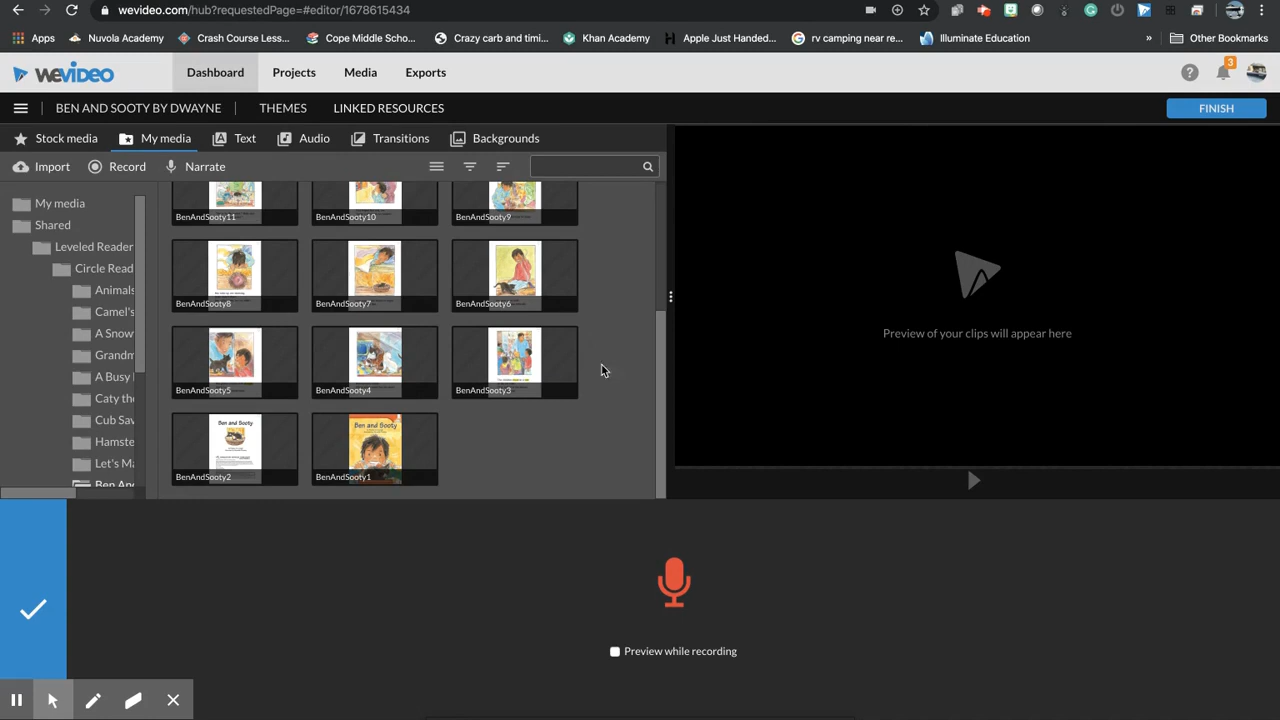 wevideo.com/hub?requestedPage=#editor/1678615434
Apps Nuvola Academy Crash Course Less... Cope Middle Scho... Crazy carb and timi... Khan Academy Apple Just Handed... rv camping near re... Illuminate Education » Other Bookmarks
WEVIDEO Dashboard Projects Media Exports ? 3
BEN AND SOOTY BY DWAYNE THEMES LINKED RESOURCES FINISH
Stock media My media Text Audio Transitions Backgrounds
Import Record Narrate
My media
Shared
Leveled Reader
Circle Read
Animals
Camel's
A Snow
Grandm
A Busy
Caty the
Cub Sav
Hamste
Let's Ma
Ben An
BenAndSooty11 BenAndSooty10 BenAndSooty9
BenAndSooty8 BenAndSooty7 BenAndSooty6
BenAndSooty5 BenAndSooty4 BenAndSooty3
Ben and Sooty Ben and Sooty
BenAndSooty2 BenAndSooty1
Preview of your clips will appear here
Preview while recording